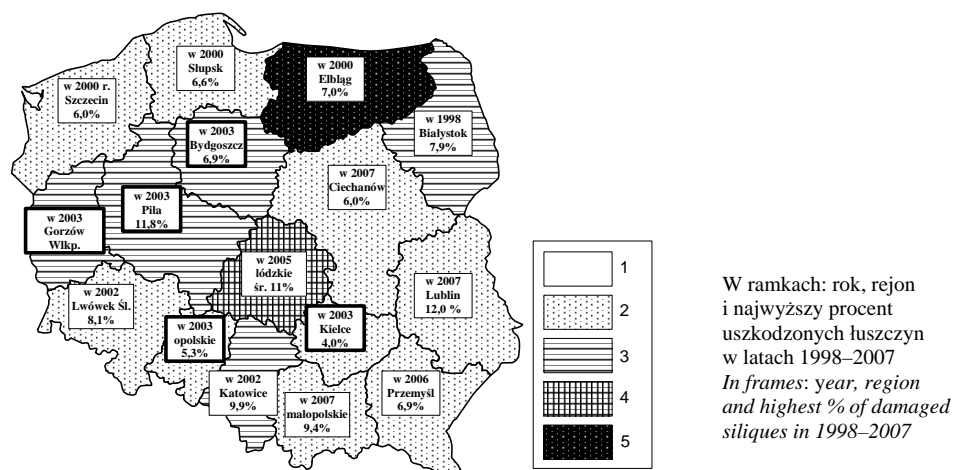 w 2000
Słupsk
6,6%
w 2000
Elbląg
7,0%
w 2000 r.
Szczecin
6,0%
w 1998
Białystok
7,9%
w 2003
Bydgoszcz
6,9%
w 2007
Ciechanów
6,0%
w 2003
Piła
11,8%
w 2003
Gorzów
Wlkp.
w 2005
łódzkie
śr. 11%
w 2007
Lublin
12,0 %
w 2002
Lwówek Śl.
8,1%
w 2003
opolskie
5,3%
w 2003
Kielce
4,0%
w 2002
Katowice
9,9%
w 2007
małopolskie
9,4%
w 2006
Przemyśl
6,9%
1
2
3
4
5
W ramkach: rok, rejon
i najwyższy procent
uszkodzonych łuszczyn
w latach 1998–2007
In frames: year, region
and highest % of damaged
siliques in 1998–2007